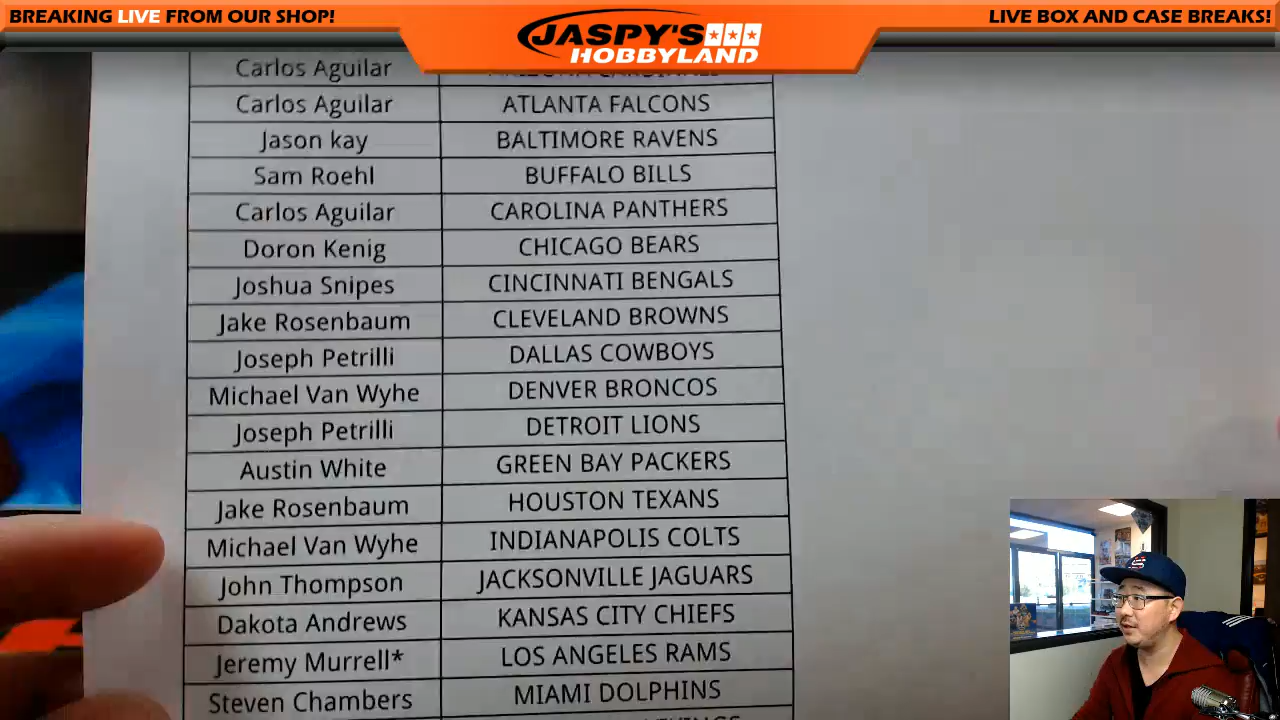 BREAKING LIVE FROM OUR SHOP!
JASPY'S HOBBYLAND
LIVE BOX AND CASE BREAKS!
Carlos Aguilar ARIZONA CARDINALS
Carlos Aguilar ATLANTA FALCONS
Jason kay BALTIMORE RAVENS
Sam Roehl BUFFALO BILLS
Carlos Aguilar CAROLINA PANTHERS
Doron Kenig CHICAGO BEARS
Joshua Snipes CINCINNATI BENGALS
Jake Rosenbaum CLEVELAND BROWNS
Joseph Petrilli DALLAS COWBOYS
Michael Van Wyhe DENVER BRONCOS
Joseph Petrilli DETROIT LIONS
Austin White GREEN BAY PACKERS
Jake Rosenbaum HOUSTON TEXANS
Michael Van Wyhe INDIANAPOLIS COLTS
John Thompson JACKSONVILLE JAGUARS
Dakota Andrews KANSAS CITY CHIEFS
Jeremy Murrell* LOS ANGELES RAMS
Steven Chambers MIAMI DOLPHINS